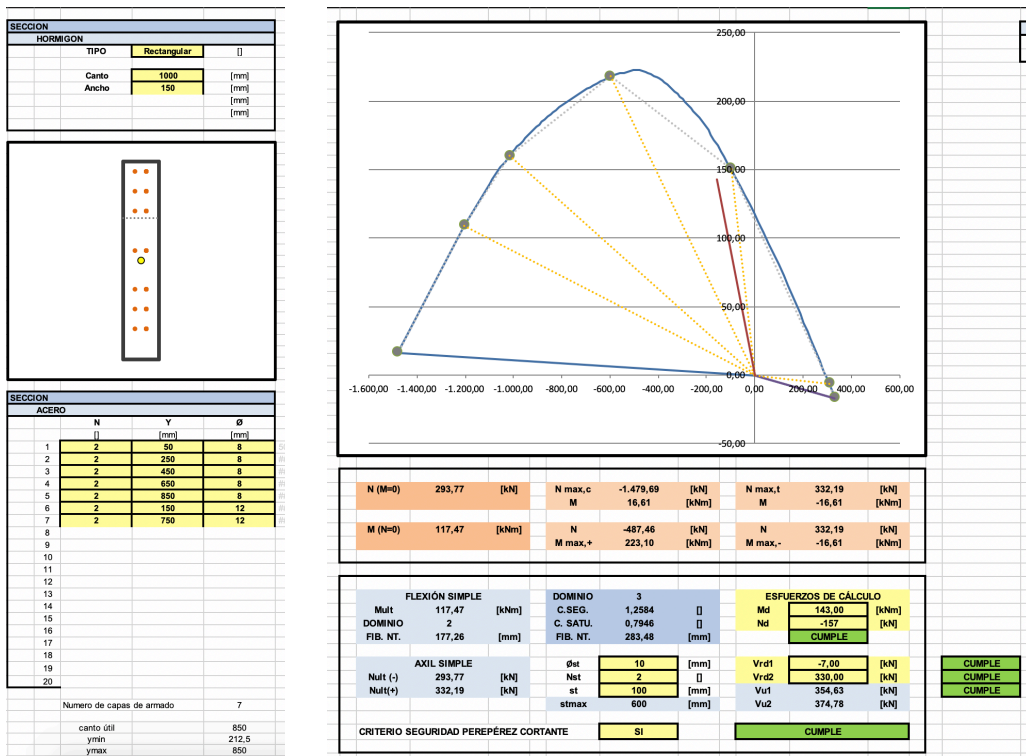 SECCION
HORMIGON
TIPO Rectangular []
Canto 1000 [mm]
Ancho 150 [mm]
[mm]
[mm]
SECCION
ACERO
N Y Ø
[] [mm] [mm]
1 2 50 8
2 2 250 8
3 2 450 8
4 2 650 8
5 2 850 8
6 2 150 12
7 2 750 12
8
9
10
11
12
13
14
15
16
17
18
19
20
Numero de capas de armado 7
canto útil 850
ymin 212,5
ymax 850
250,00
200,00
150,00
100,00
50,00
0,00
-50,00
-1.600,00 -1.400,00 -1.200,00 -1.000,00 -800,00 -600,00 -400,00 -200,00 200,00 400,00 600,00
N (M=0) 293,77 [kN] N max,c -1.479,69 [kN] N max,t 332,19 [kN]
M 16,61 [kNm] M -16,61 [kNm]
M (N=0) 117,47 [kNm] N -487,46 [kN] N 332,19 [kN]
M max,+ 223,10 [kNm] M max,- -16,61 [kNm]
FLEXIÓN SIMPLE DOMINIO 3 ESFUERZOS DE CÁLCULO
Mult 117,47 [kNm] C.SEG. 1,2584 [] Md 143,00 [kNm]
DOMINIO 2 C. SATU. 0,7946 [] Nd -157 [kN]
FIB. NT. 177,26 [mm] FIB. NT. 283,48 [mm] CUMPLE
AXIL SIMPLE Øst 10 [mm] Vrd1 -7,00 [kN] CUMPLE
Nult (-) 293,77 [kN] Nst 2 [] Vrd2 330,00 [kN] CUMPLE
Nult(+) 332,19 [kN] st 100 [mm] Vu1 354,63 [kN] CUMPLE
stmax 600 [mm] Vu2 374,78 [kN]
CRITERIO SEGURIDAD PEREPÉREZ CORTANTE SI CUMPLE